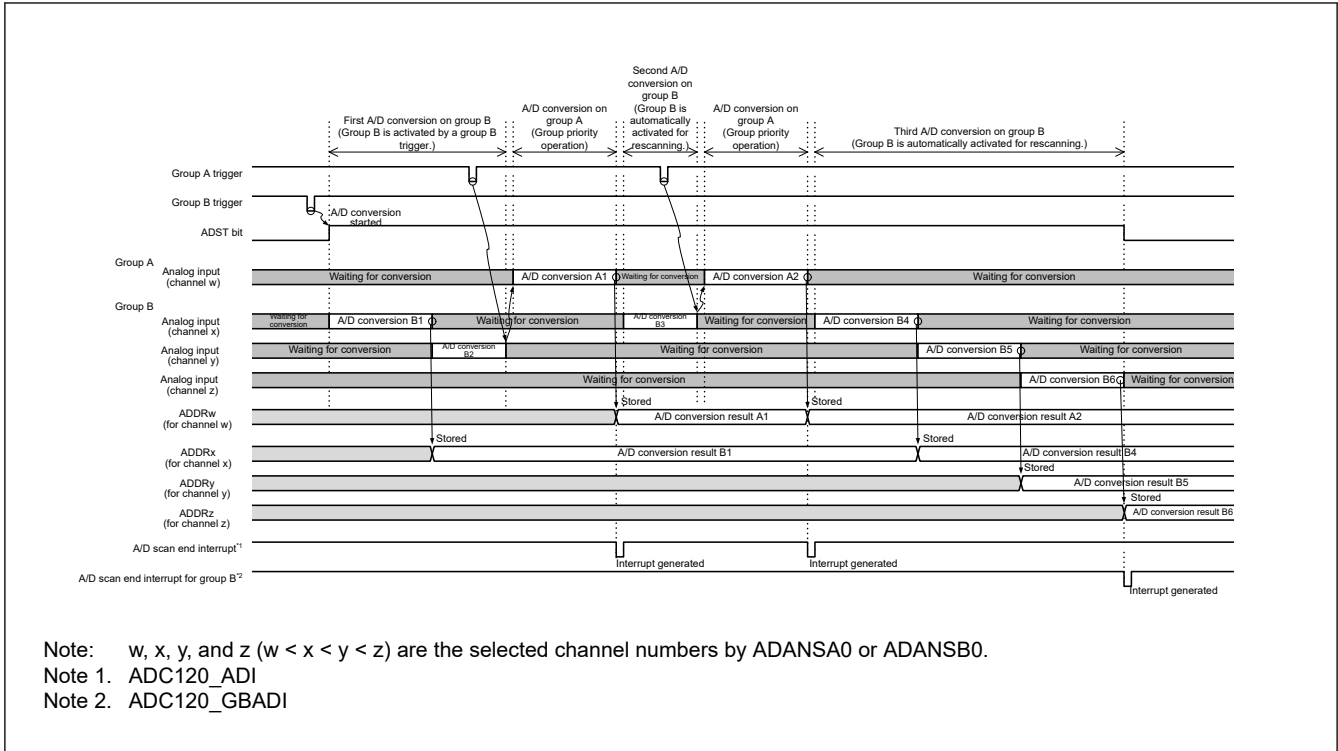 First A/D conversion on group B
(Group B is activated by a group B
trigger.)
A/D conversion on
group A
(Group priority
operation)
Second A/D
conversion on
group B
(Group B is
automatically
activated for
rescanning.)
A/D conversion on
group A
(Group priority
operation)
Third A/D conversion on group B
(Group B is automatically activated for rescanning.)
Group A trigger
Group B trigger
A/D conversion
started
ADST bit
Group A
Analog input
(channel w)
Waiting for conversion
A/D conversion A1
Waiting for conversion
A/D conversion A2
Waiting for conversion
Group B
Analog input
(channel x)
Waiting for
conversion
A/D conversion B1
Waiting for conversion
A/D conversion
B3
Waiting for conversion
A/D conversion B4
Waiting for conversion
Analog input
(channel y)
Waiting for conversion
A/D conversion
B2
Waiting for conversion
A/D conversion B5
Waiting for conversion
Analog input
(channel z)
Waiting for conversion
A/D conversion B6
Waiting for conversion
Stored
Stored
ADDRw
(for channel w)
A/D conversion result A1
A/D conversion result A2
Stored
Stored
ADDRx
(for channel x)
A/D conversion result B1
A/D conversion result B4
Stored
ADDRy
(for channel y)
A/D conversion result B5
Stored
ADDRz
(for channel z)
A/D conversion result B6
A/D scan end interrupt*1
Interrupt generated
Interrupt generated
A/D scan end interrupt for group B*2
Interrupt generated
Note: w, x, y, and z (w < x < y < z) are the selected channel numbers by ADANSA0 or ADANSB0.
Note 1. ADC120_ADI
Note 2. ADC120_GBADI